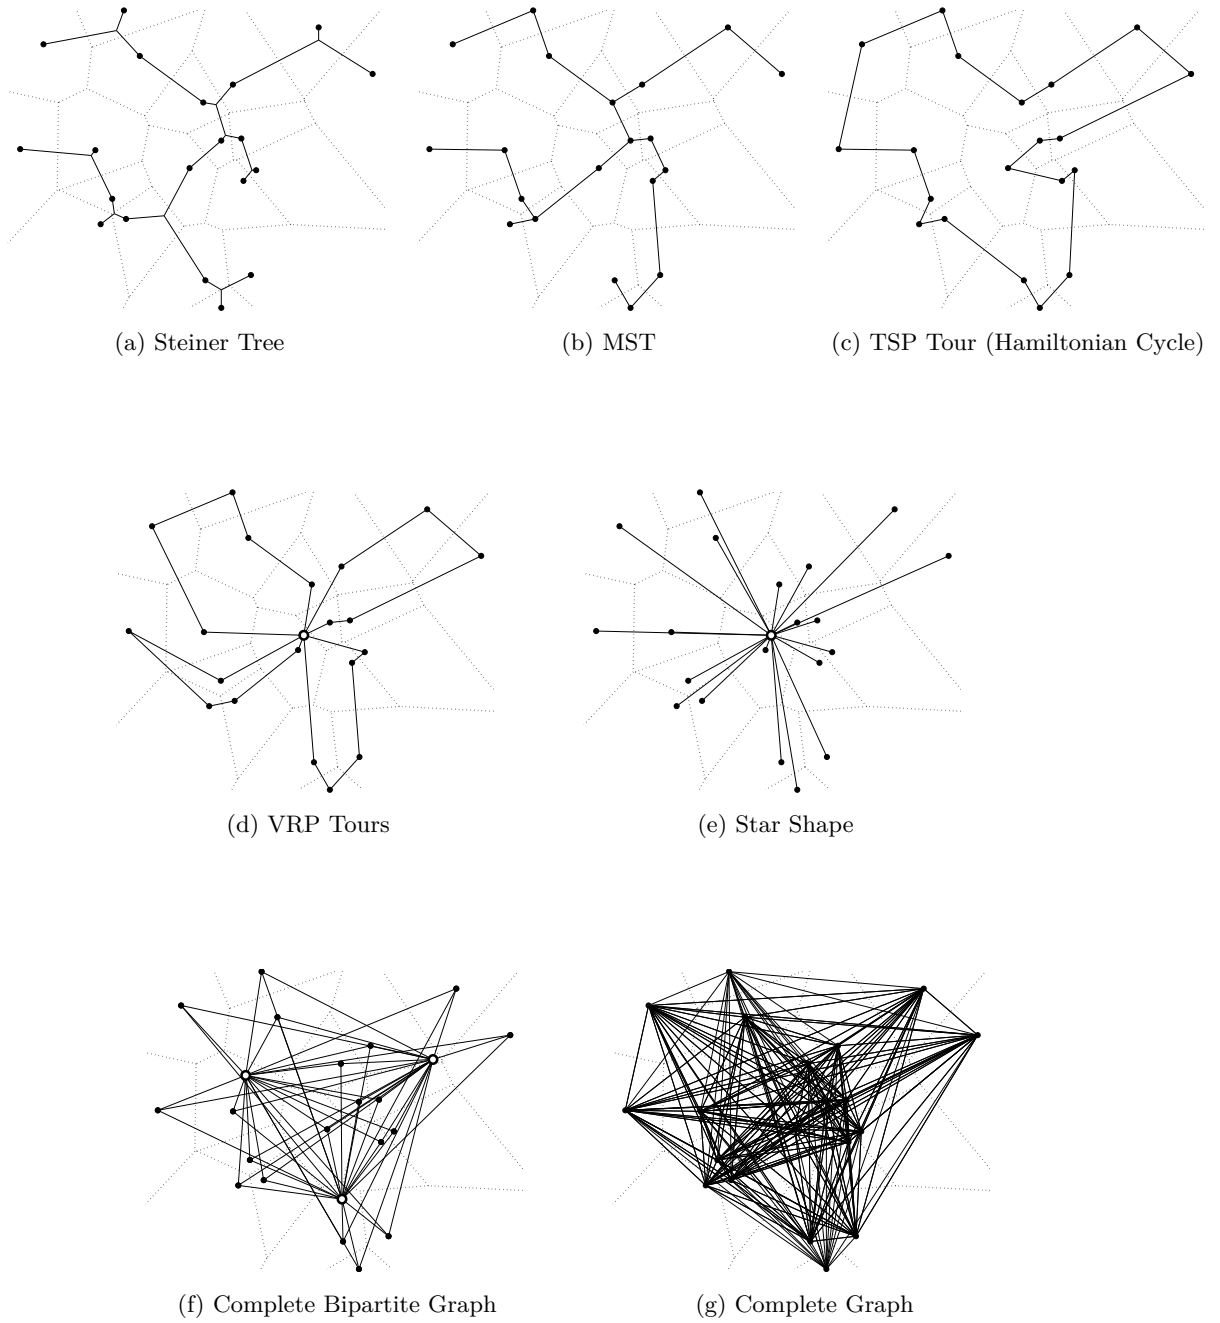 (a) Steiner Tree
(b) MST
(c) TSP Tour (Hamiltonian Cycle)
(d) VRP Tours
(e) Star Shape
(f) Complete Bipartite Graph
(g) Complete Graph